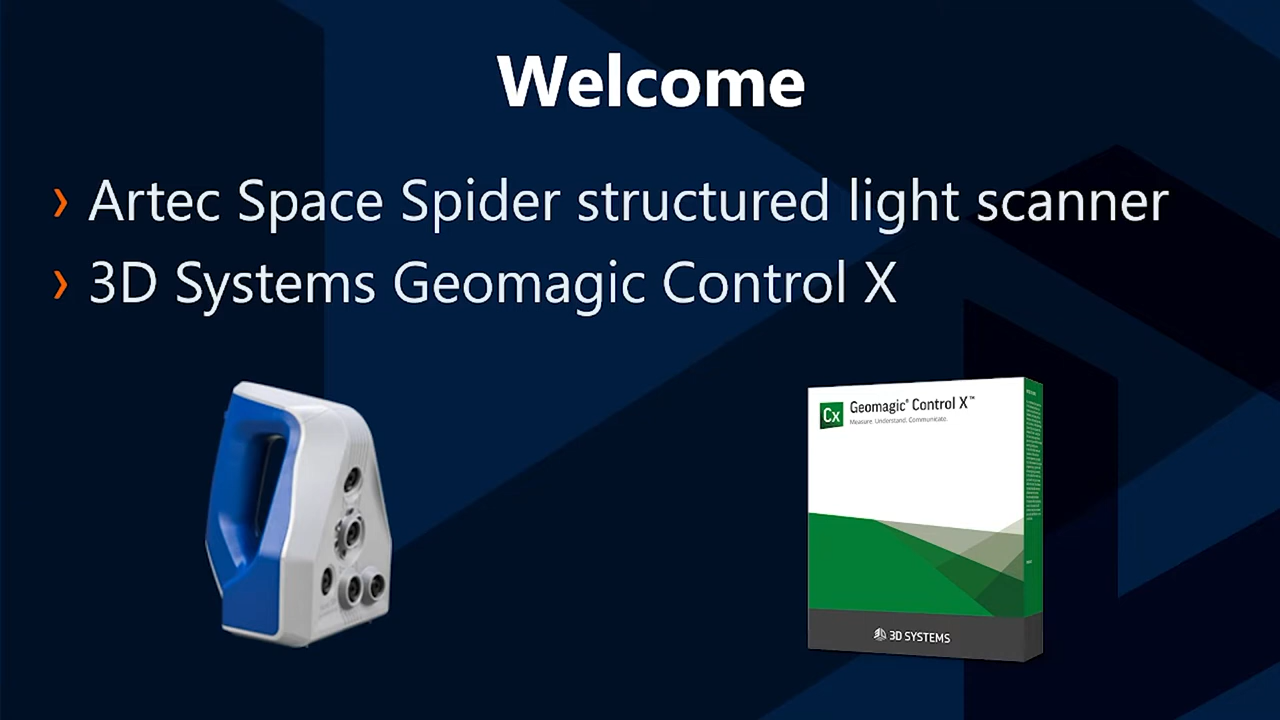 Welcome
› Artec Space Spider structured light scanner
› 3D Systems Geomagic Control X
Cx
Geomagic® Control X™
Measure. Understand. Communicate.
3D SYSTEMS